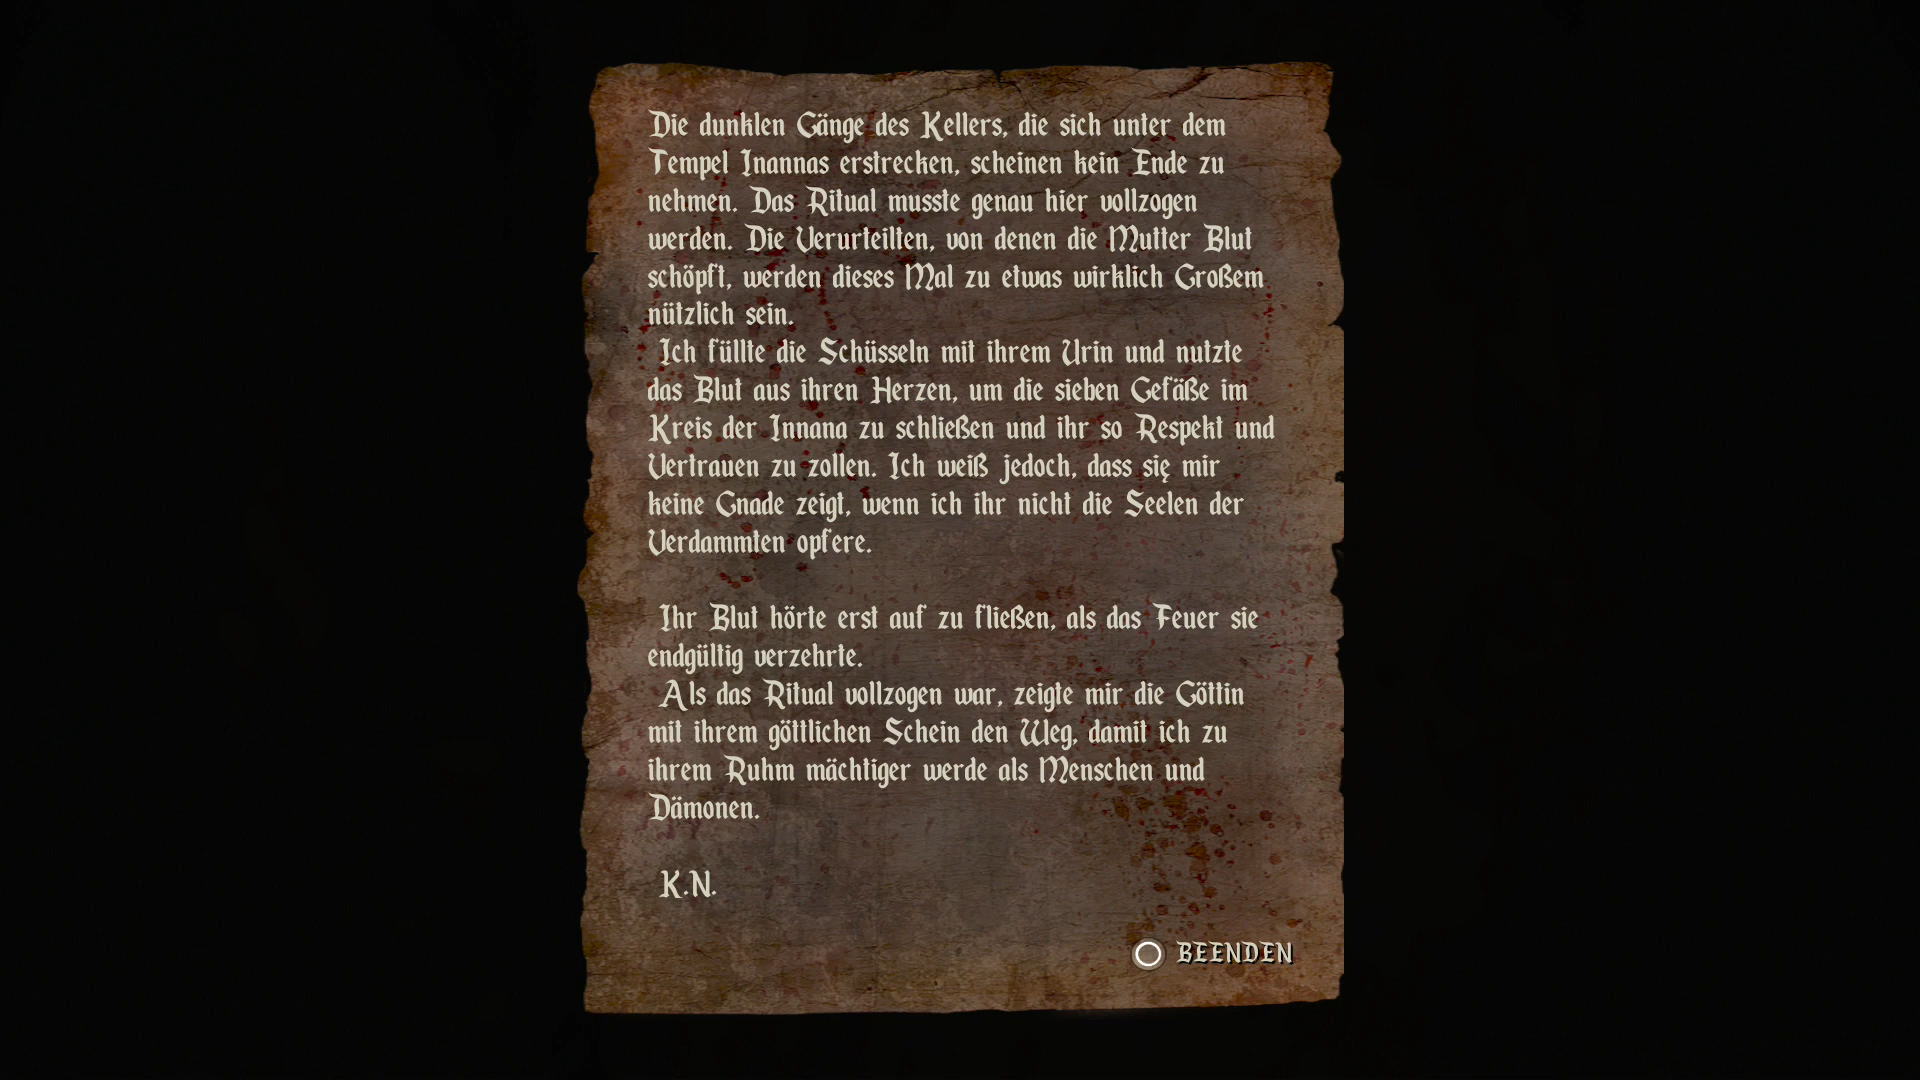 Die dunklen Gänge des Kellers, die sich unter dem
Tempel Inannas erstrecken, scheinen kein Ende zu
nehmen. Das Ritual musste genau hier vollzogen
werden. Die Verurteilten, von denen die Mutter Blut
schöpft, werden dieses Mal zu etwas wirklich Großem
nützlich sein.
Ich füllte die Schüsseln mit ihrem Urin und nutzte
das Blut aus ihren Herzen, um die sieben Gefäße im
Kreis der Innana zu schließen und ihr so Respekt und
Vertrauen zu zollen. Ich weiß jedoch, dass się mir
keine Gnade zeigt, wenn ich ihr nicht die Seelen der
Verdammten opfere.
Ihr Blut hörte erst auf zu fließen, als das Feuer sie
endgültig verzehrte.
Als das Ritual vollzogen war, zeigte mir die Göttin
mit ihrem göttlichen Schein den Weg, damit ich zu
ihrem Ruhm mächtiger werde als Menschen und
Dämonen.
K.N.
BEENDEN